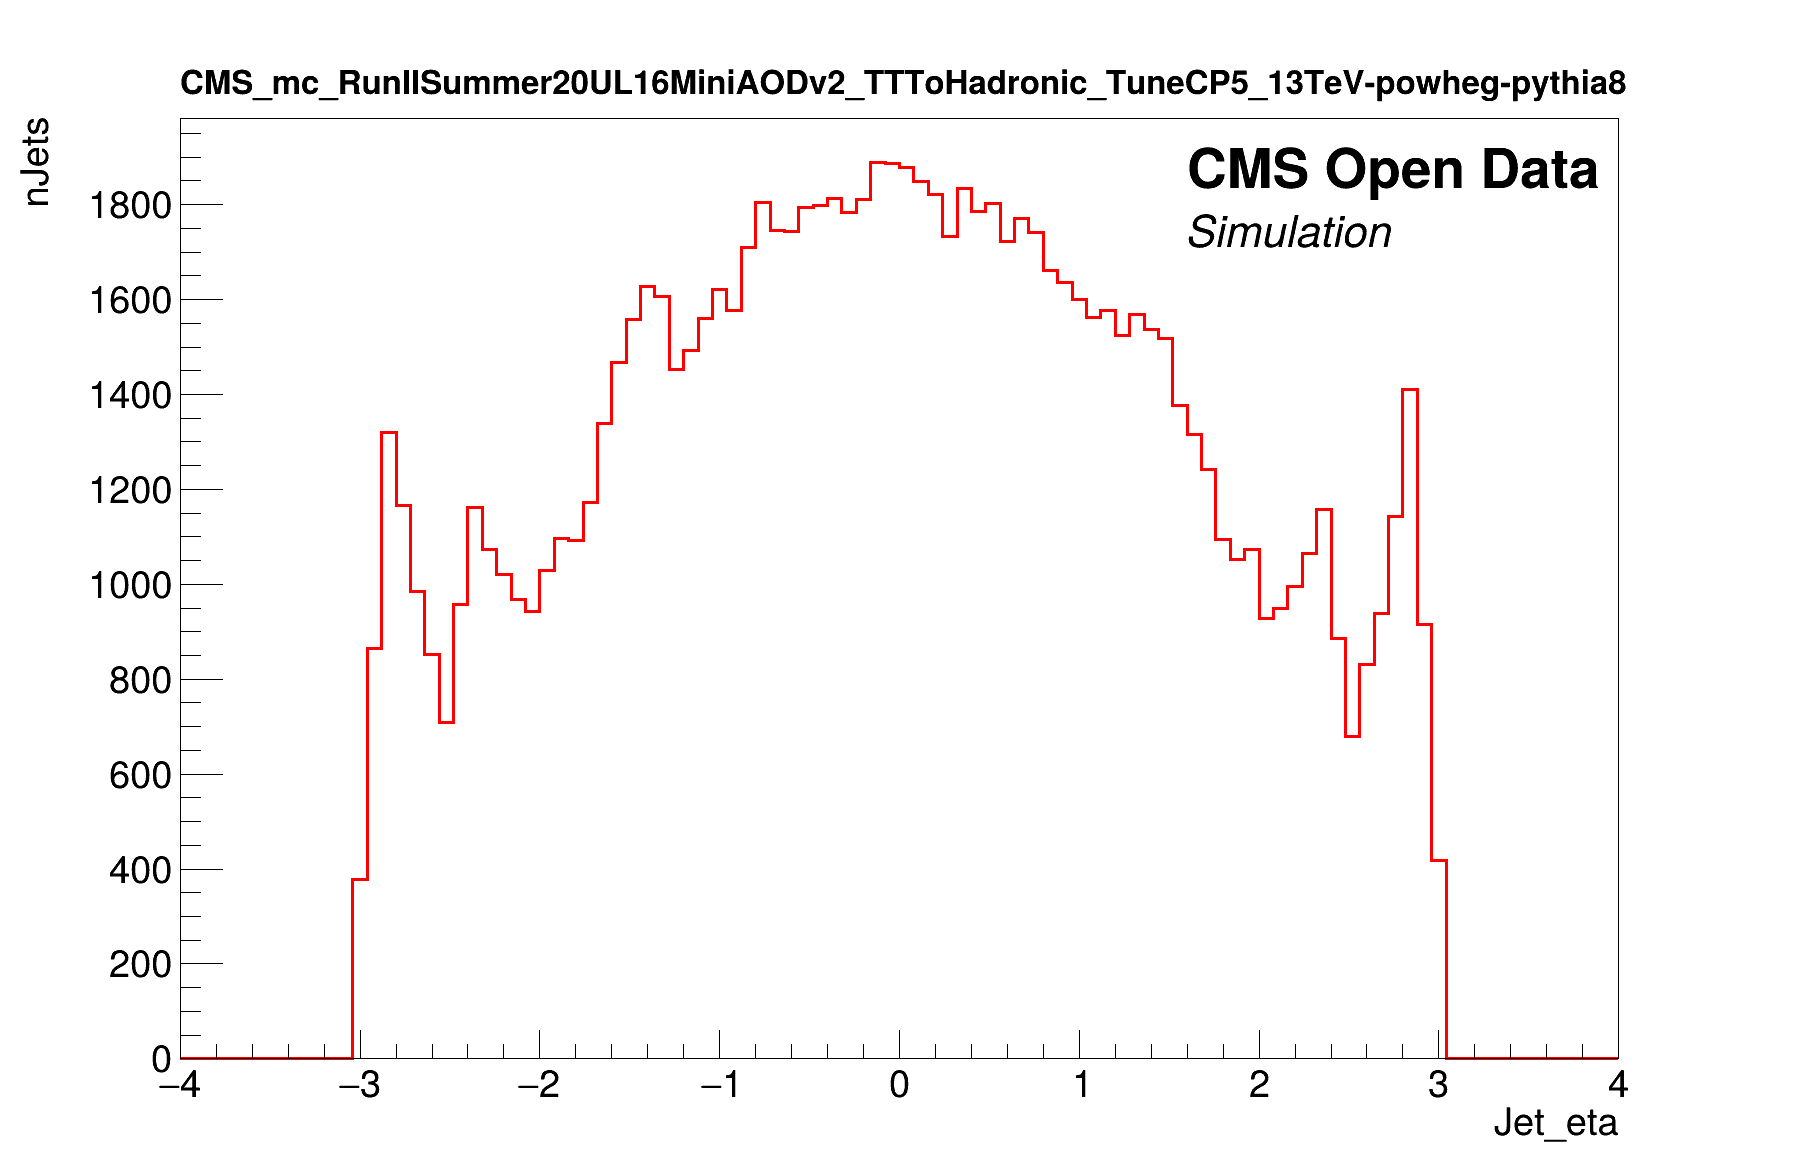 CMS_mc_RunIISummer20UL16MiniAODv2_TTToHadronic_TuneCP5_13TeV-powheg-pythia8
nJets
CMS Open Data
Simulation
1800
1600
1400
1200
1000
800
600
400
200
0
−4 −3 −2 −1 0 1 2 3 4
Jet_eta